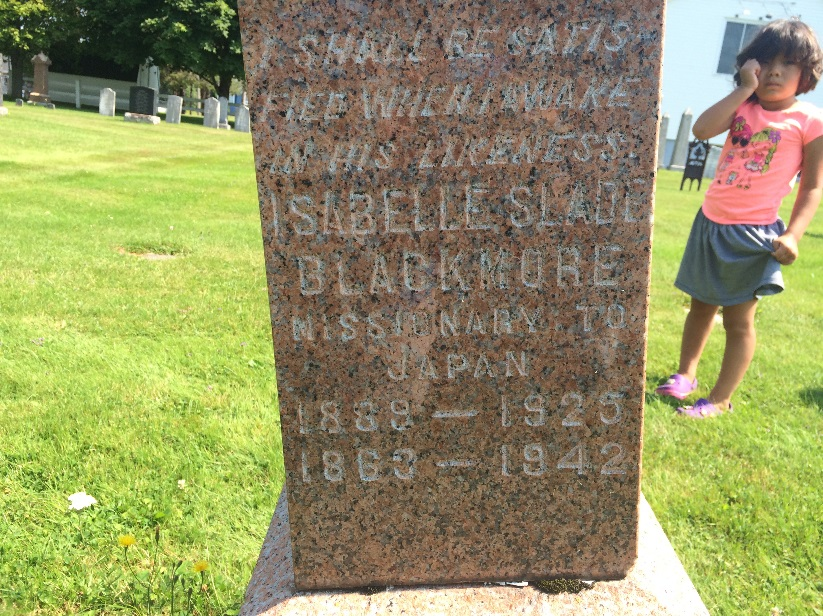 I SHALL BE SATIS-
FIED WHEN I AWAKE
IN HIS LIKENESS.
ISABELLE SLADE
BLACKMORE
MISSIONARY TO
JAPAN
1889 — 1925
1863 — 1942